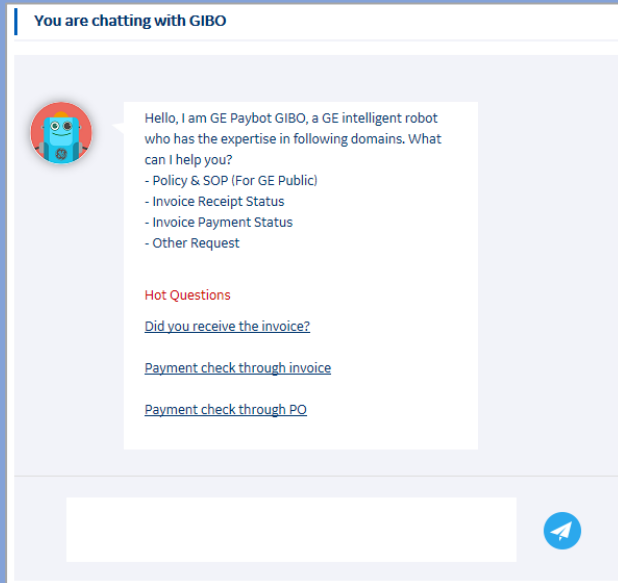 You are chatting with GIBO
Hello, I am GE Paybot GIBO, a GE intelligent robot
who has the expertise in following domains. What
can I help you?
- Policy & SOP (For GE Public)
- Invoice Receipt Status
- Invoice Payment Status
- Other Request
Hot Questions
Did you receive the invoice?
Payment check through invoice
Payment check through PO